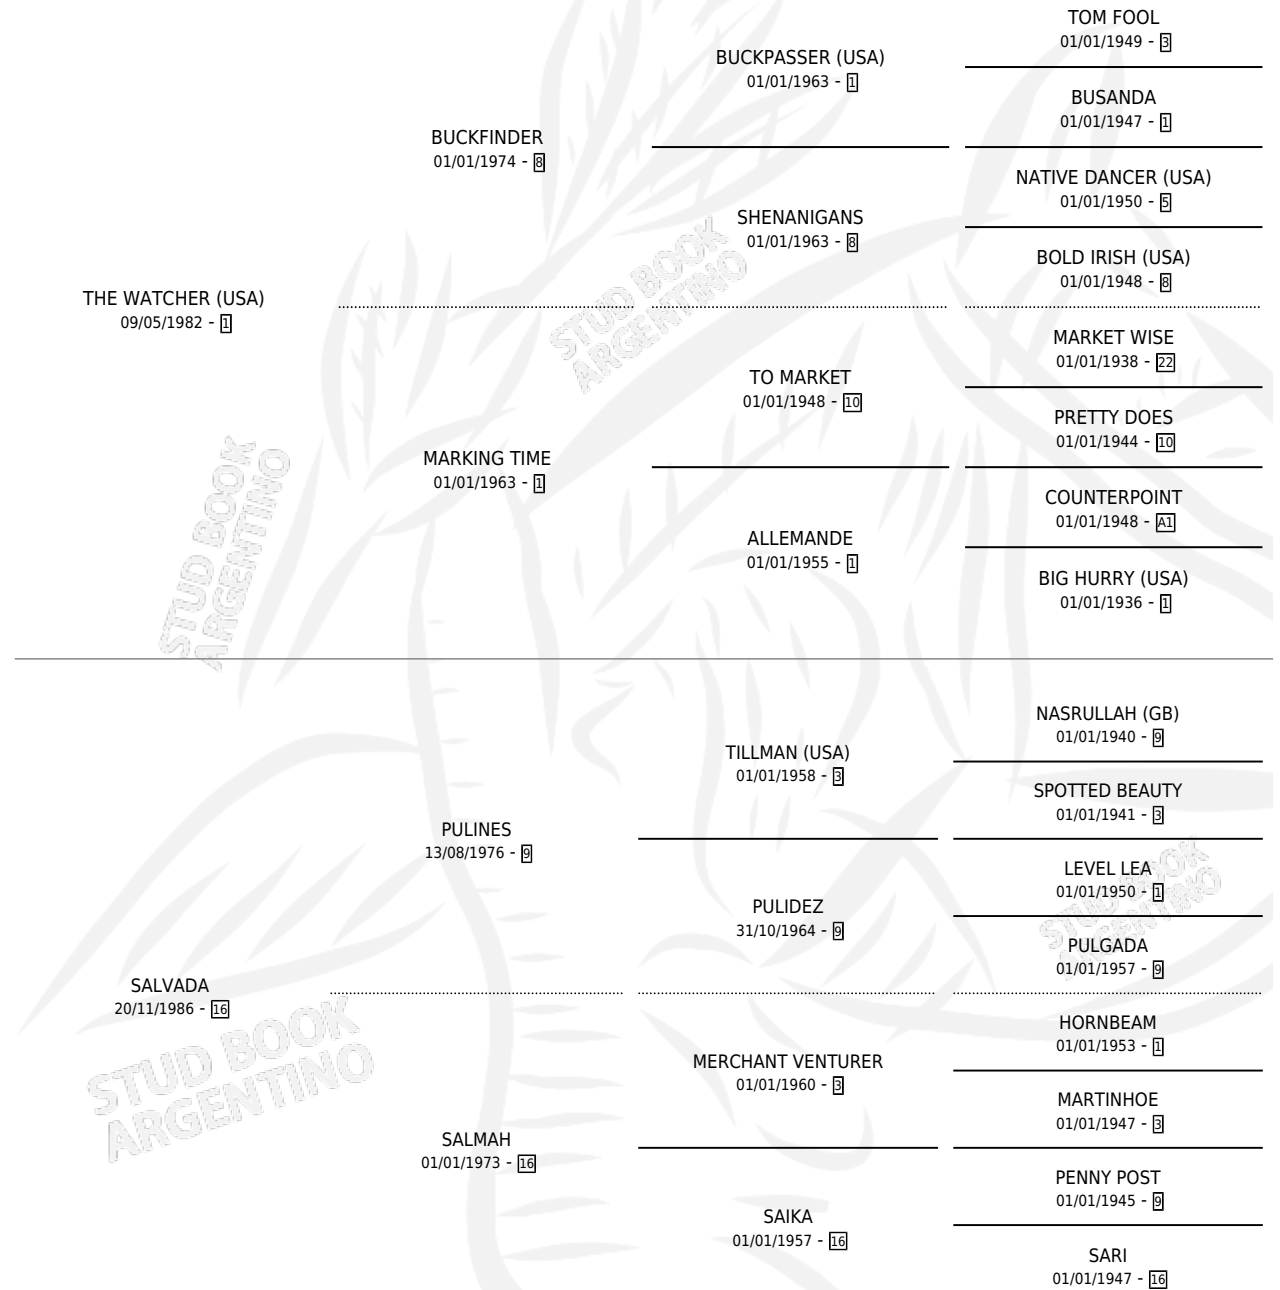 TOM FOOL
01/01/1949 - 3
BUCKPASSER (USA)
01/01/1963 - 1
BUSANDA
01/01/1947 - 1
BUCKFINDER
01/01/1974 - 8
NATIVE DANCER (USA)
01/01/1950 - 5
SHENANIGANS
01/01/1963 - 8
BOLD IRISH (USA)
01/01/1948 - 8
THE WATCHER (USA)
09/05/1982 - 1
MARKET WISE
01/01/1938 - 22
TO MARKET
01/01/1948 - 10
PRETTY DOES
01/01/1944 - 10
MARKING TIME
01/01/1963 - 1
COUNTERPOINT
01/01/1948 - A1
ALLEMANDE
01/01/1955 - 1
BIG HURRY (USA)
01/01/1936 - 1
STUD BOOK
ARGENTINO
STUD BOOK
ARGENTINO
NASRULLAH (GB)
01/01/1940 - 9
TILLMAN (USA)
01/01/1958 - 3
SPOTTED BEAUTY
01/01/1941 - 3
PULINES
13/08/1976 - 9
LEVEL LEA
01/01/1950 - 1
PULIDEZ
31/10/1964 - 9
PULGADA
01/01/1957 - 9
STUD BOOK
ARGENTINO
SALVADA
20/11/1986 - 16
HORNBEAM
01/01/1953 - 1
MERCHANT VENTURER
01/01/1960 - 3
MARTINHOE
01/01/1947 - 3
STUD BOOK
ARGENTINO
SALMAH
01/01/1973 - 16
PENNY POST
01/01/1945 - 9
SAIKA
01/01/1957 - 16
SARI
01/01/1947 - 16